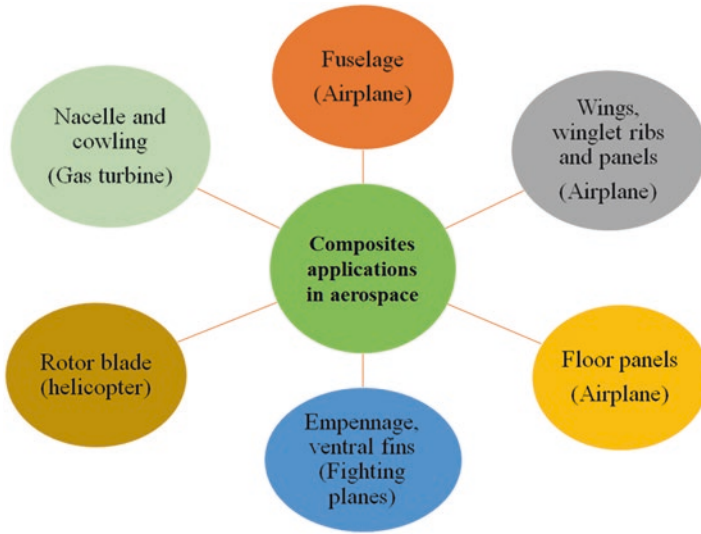 Fuselage
(Airplane)
Nacelle and
cowling
(Gas turbine)
Wings,
winglet ribs
and panels
(Airplane)
Composites
applications
in aerospace
Rotor blade
(helicopter)
Floor panels
(Airplane)
Empennage,
ventral fins
(Fighting
planes)